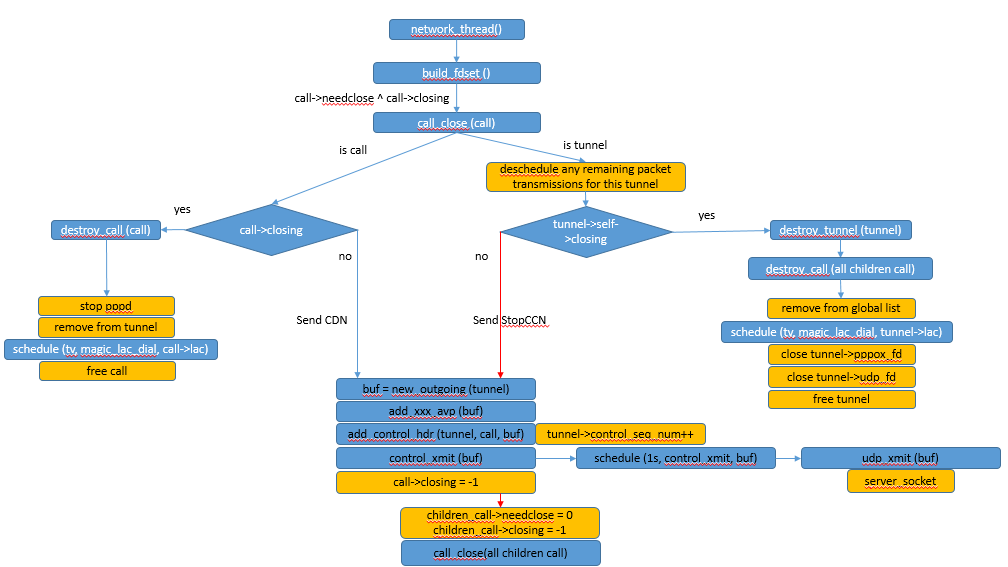 network_thread()
build_fdset ()
call->needclose ^ call->closing
call_close (call)
is call
is tunnel
deschedule any remaining packet
transmissions for this tunnel
yes
call->closing
destroy_call (call)
no
tunnel->self-
->closing
yes
no
destroy_tunnel (tunnel)
destroy_call (all children call)
stop pppd
remove from tunnel
schedule (tv, magic_lac_dial, call->lac)
free call
Send CDN
Send StopCCN
remove from global list
schedule (tv, magic_lac_dial, tunnel->lac)
close tunnel->pppox_fd
close tunnel->udp_fd
free tunnel
buf = new_outgoing (tunnel)
add_xxx_avp (buf)
add_control_hdr (tunnel, call, buf)
tunnel->control_seq_num++
control_xmit (buf)
schedule (1s, control_xmit, buf)
udp_xmit (buf)
server_socket
call->closing = -1
children_call->needclose = 0
children_call->closing = -1
call_close(all children call)